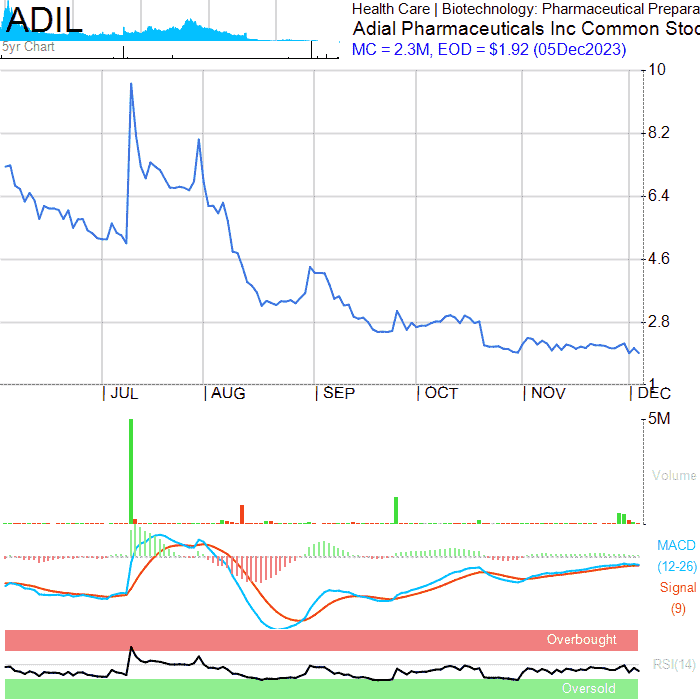 ADIL
5yr Chart
Health Care | Biotechnology: Pharmaceutical Prepara
Adial Pharmaceuticals Inc Common Stoc
MC = 2.3M, EOD = $1.92 (05Dec2023)
10
8.2
6.4
4.6
2.8
1
JUL AUG SEP OCT NOV DEC
5M
Volume
MACD
(12-26)
Signal
(9)
Overbought
RSI(14)
Oversold